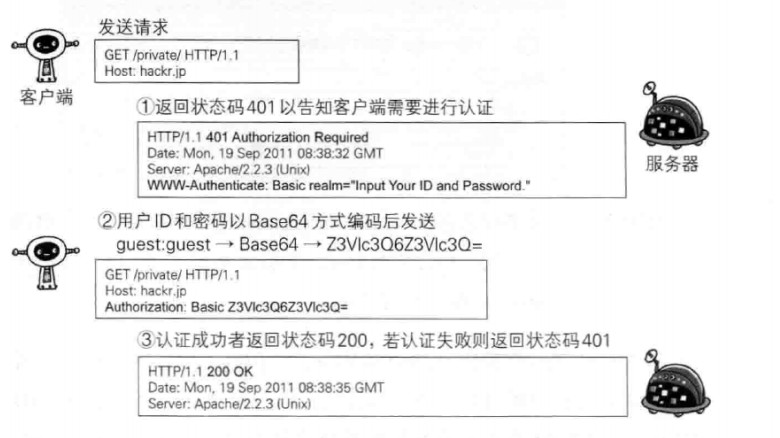 发送请求
GET /private/ HTTP/1.1
Host: hackr.jp
客户端
①返回状态码401以告知客户端需要进行认证
HTTP/1.1 401 Authorization Required
Date: Mon, 19 Sep 2011 08:38:32 GMT
Server: Apache/2.2.3 (Unix)
WWW-Authenticate: Basic realm="Input Your ID and Password."
服务器
②用户ID和密码以Base64方式编码后发送
guest:guest → Base64 → Z3Vlc3Q6Z3Vlc3Q=
GET /private/ HTTP/1.1
Host: hackr.jp
Authorization: Basic Z3Vlc3Q6Z3Vlc3Q=
③认证成功者返回状态码200，若认证失败则返回状态码401
HTTP/1.1 200 OK
Date: Mon, 19 Sep 2011 08:38:35 GMT
Server: Apache/2.2.3 (Unix)